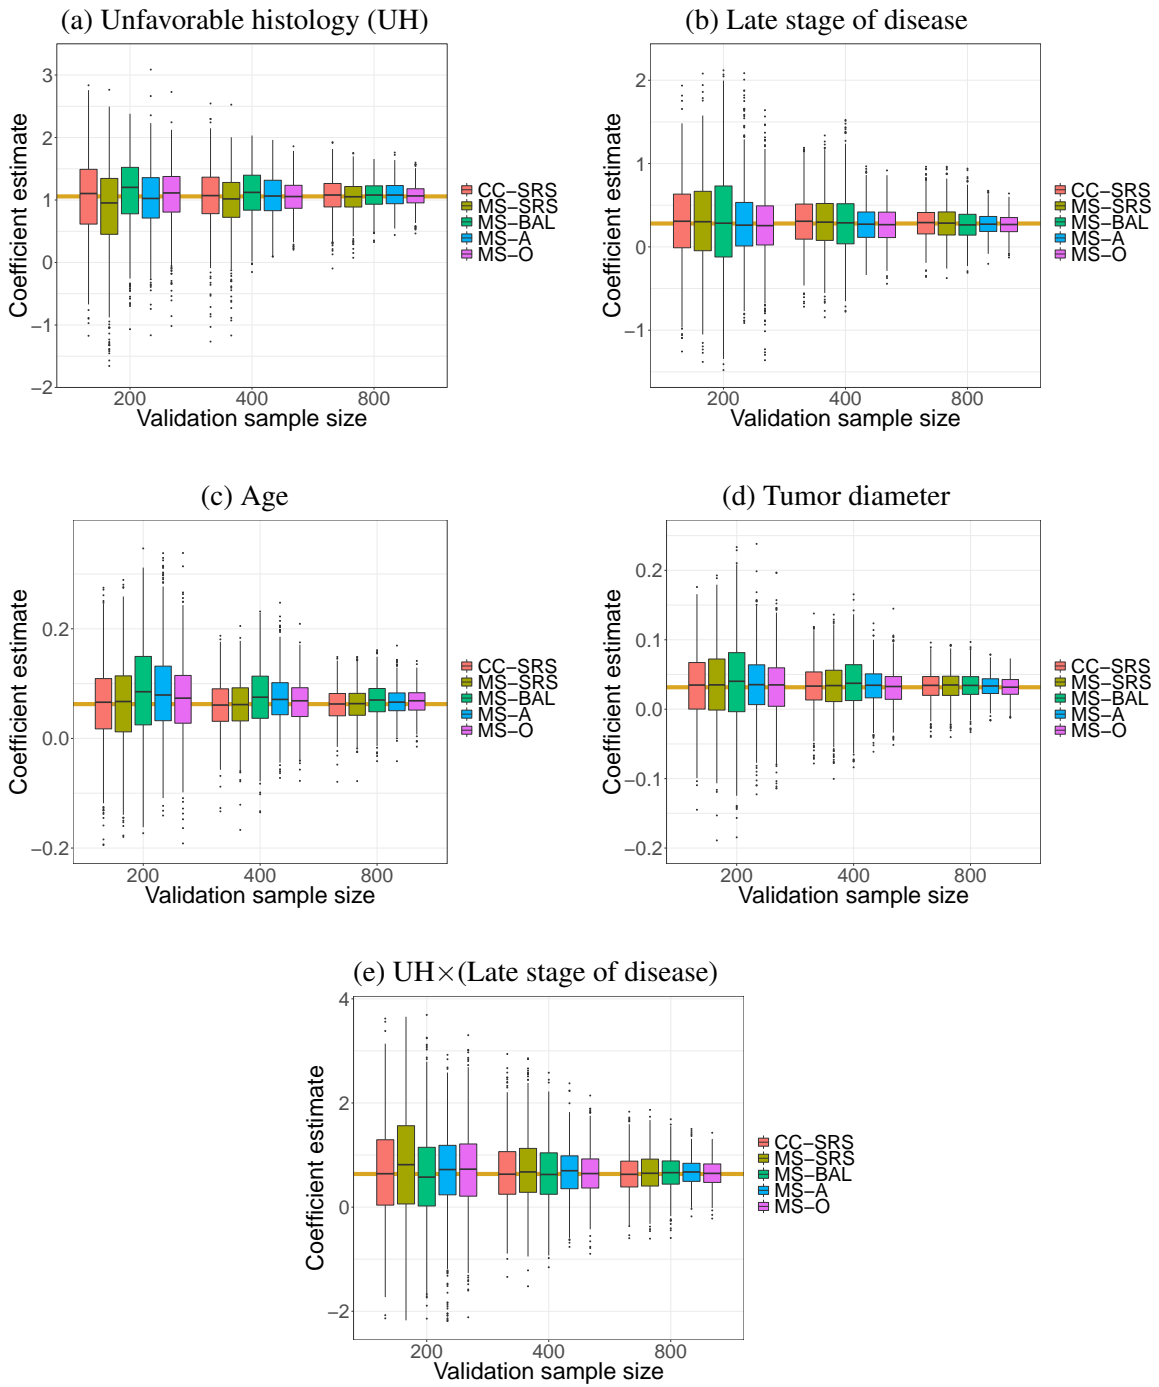 (a) Unfavorable histology (UH)
3
2
1
0
−1
−2
Coefficient estimate
200 400 800
Validation sample size
CC−SRS
MS−SRS
MS−BAL
MS−A
MS−O
(b) Late stage of disease
2
1
0
−1
Coefficient estimate
200 400 800
Validation sample size
CC−SRS
MS−SRS
MS−BAL
MS−A
MS−O
(c) Age
0.2
0.0
−0.2
Coefficient estimate
200 400 800
Validation sample size
CC−SRS
MS−SRS
MS−BAL
MS−A
MS−O
(d) Tumor diameter
0.2
0.1
0.0
−0.1
−0.2
Coefficient estimate
200 400 800
Validation sample size
CC−SRS
MS−SRS
MS−BAL
MS−A
MS−O
(e) UH×(Late stage of disease)
4
2
0
−2
Coefficient estimate
200 400 800
Validation sample size
CC−SRS
MS−SRS
MS−BAL
MS−A
MS−O